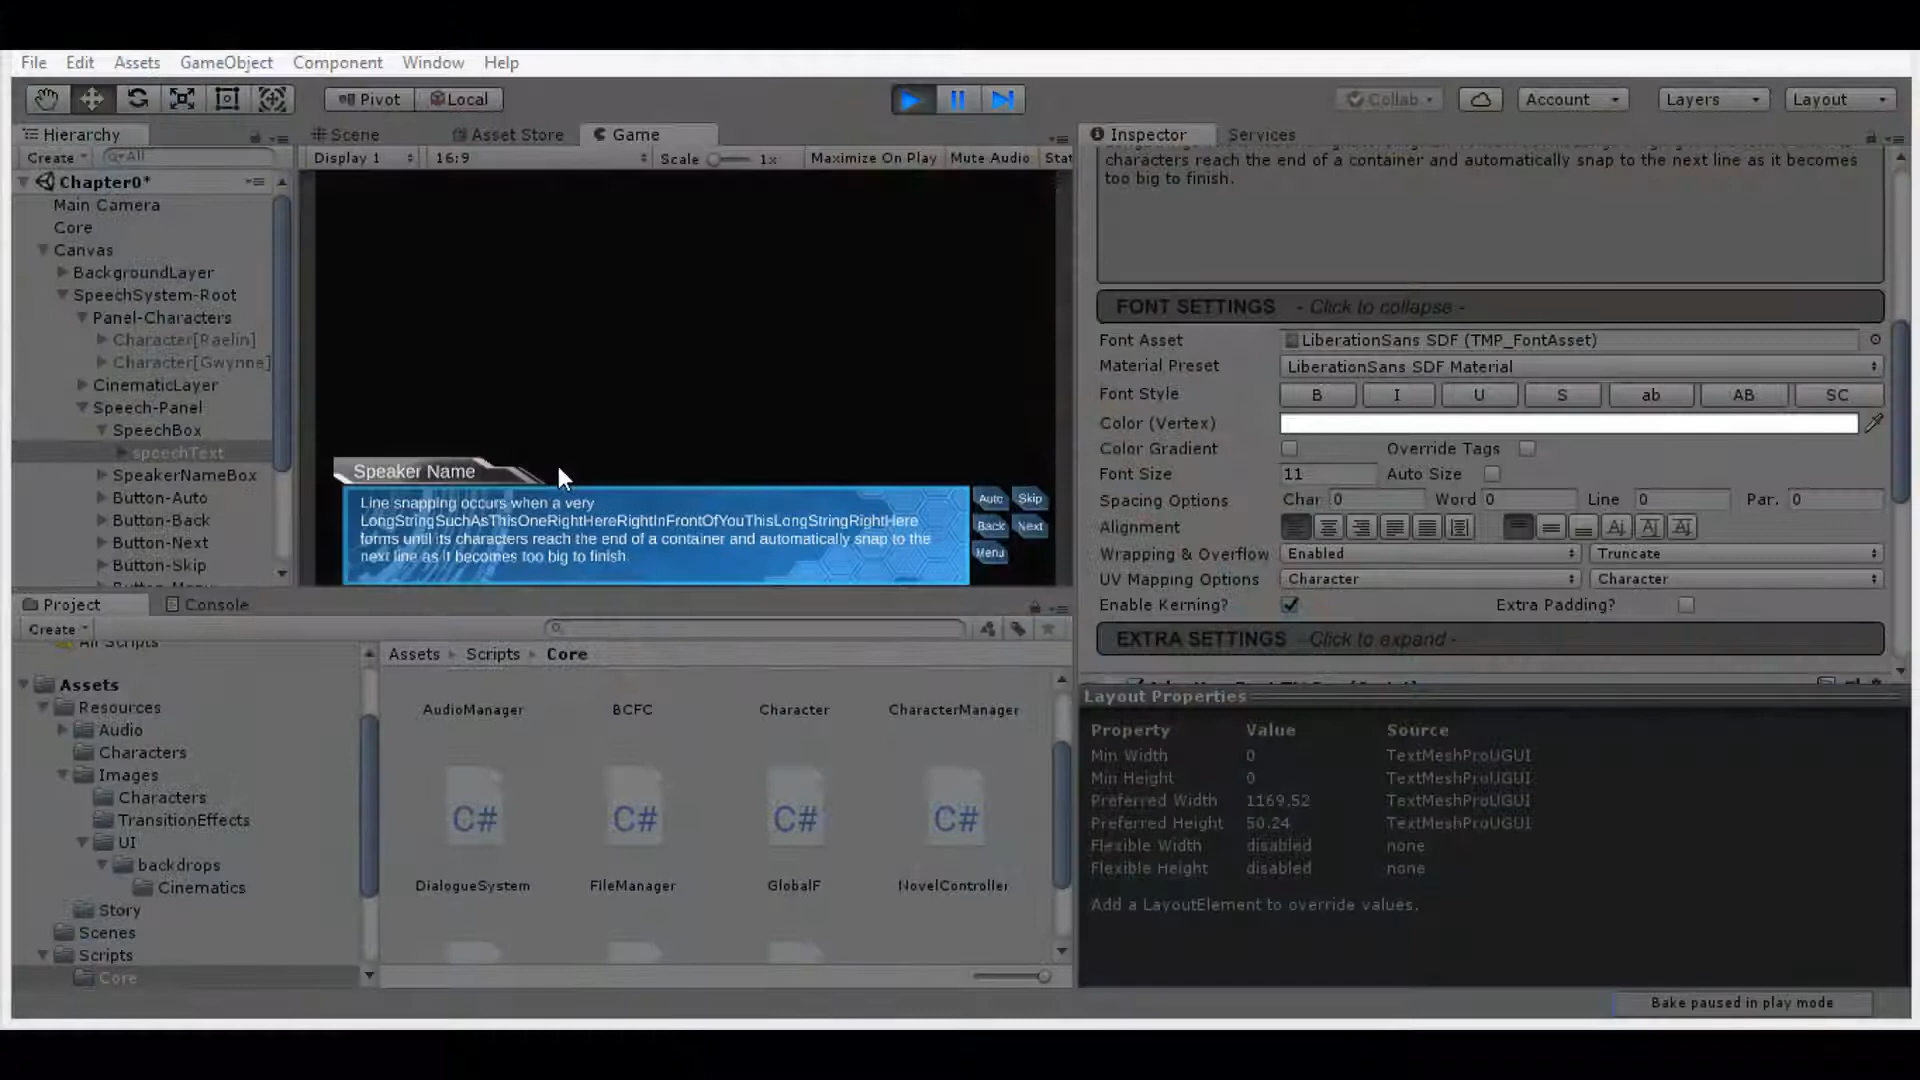 File Edit Assets GameObject Component Window Help
Pivot Local Collab Account Layers Layout
Hierarchy
Create All
Chapter0*
Main Camera
Core
Canvas
BackgroundLayer
SpeechSystem-Root
Panel-Characters
Character[Raelin]
Character[Gwynne]
CinematicLayer
Speech-Panel
SpeechBox
speechText
SpeakerNameBox
Button-Auto
Button-Back
Button-Next
Button-Skip
Scene Asset Store Game
Display 1 16:9 Scale 1x Maximize On Play Mute Audio Stat
Speaker Name
Line snapping occurs when a very
LongStringSuchAsThisOneRightHereRightInFrontOfYouThisLongStringRightHere
forms until its characters reach the end of a container and automatically snap to the
next line as it becomes too big to finish.
Auto Skip
Back Next
Menu
Inspector Services
characters reach the end of a container and automatically snap to the next line as it becomes
too big to finish.
FONT SETTINGS - Click to collapse -
Font Asset LiberationSans SDF (TMP_FontAsset)
Material Preset LiberationSans SDF Material
Font Style B I U S ab AB SC
Color (Vertex)
Color Gradient Override Tags
Font Size 11 Auto Size
Spacing Options Char 0 Word 0 Line 0 Par. 0
Alignment
Wrapping & Overflow Enabled Truncate
UV Mapping Options Character Character
Enable Kerning? Extra Padding?
EXTRA SETTINGS - Click to expand -
Layout Properties
Property Value Source
Min Width 0 TextMeshProUGUI
Min Height 0 TextMeshProUGUI
Preferred Width 1169.52 TextMeshProUGUI
Preferred Height 50.24 TextMeshProUGUI
Flexible Width disabled none
Flexible Height disabled none
Add a LayoutElement to override values.
Project Console
Create
All Scripts
Assets
Resources
Audio
Characters
Images
Characters
TransitionEffects
UI
backdrops
Cinematics
Story
Scenes
Scripts
Core
Assets Scripts Core
AudioManager BCFC Character CharacterManager
C# C# C# C#
DialogueSystem FileManager GlobalF NovelController
Bake paused in play mode